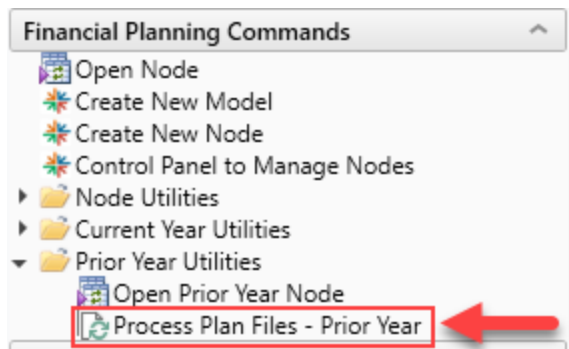 Financial Planning Commands
Open Node
Create New Model
Create New Node
Control Panel to Manage Nodes
Node Utilities
Current Year Utilities
Prior Year Utilities
Open Prior Year Node
Process Plan Files - Prior Year